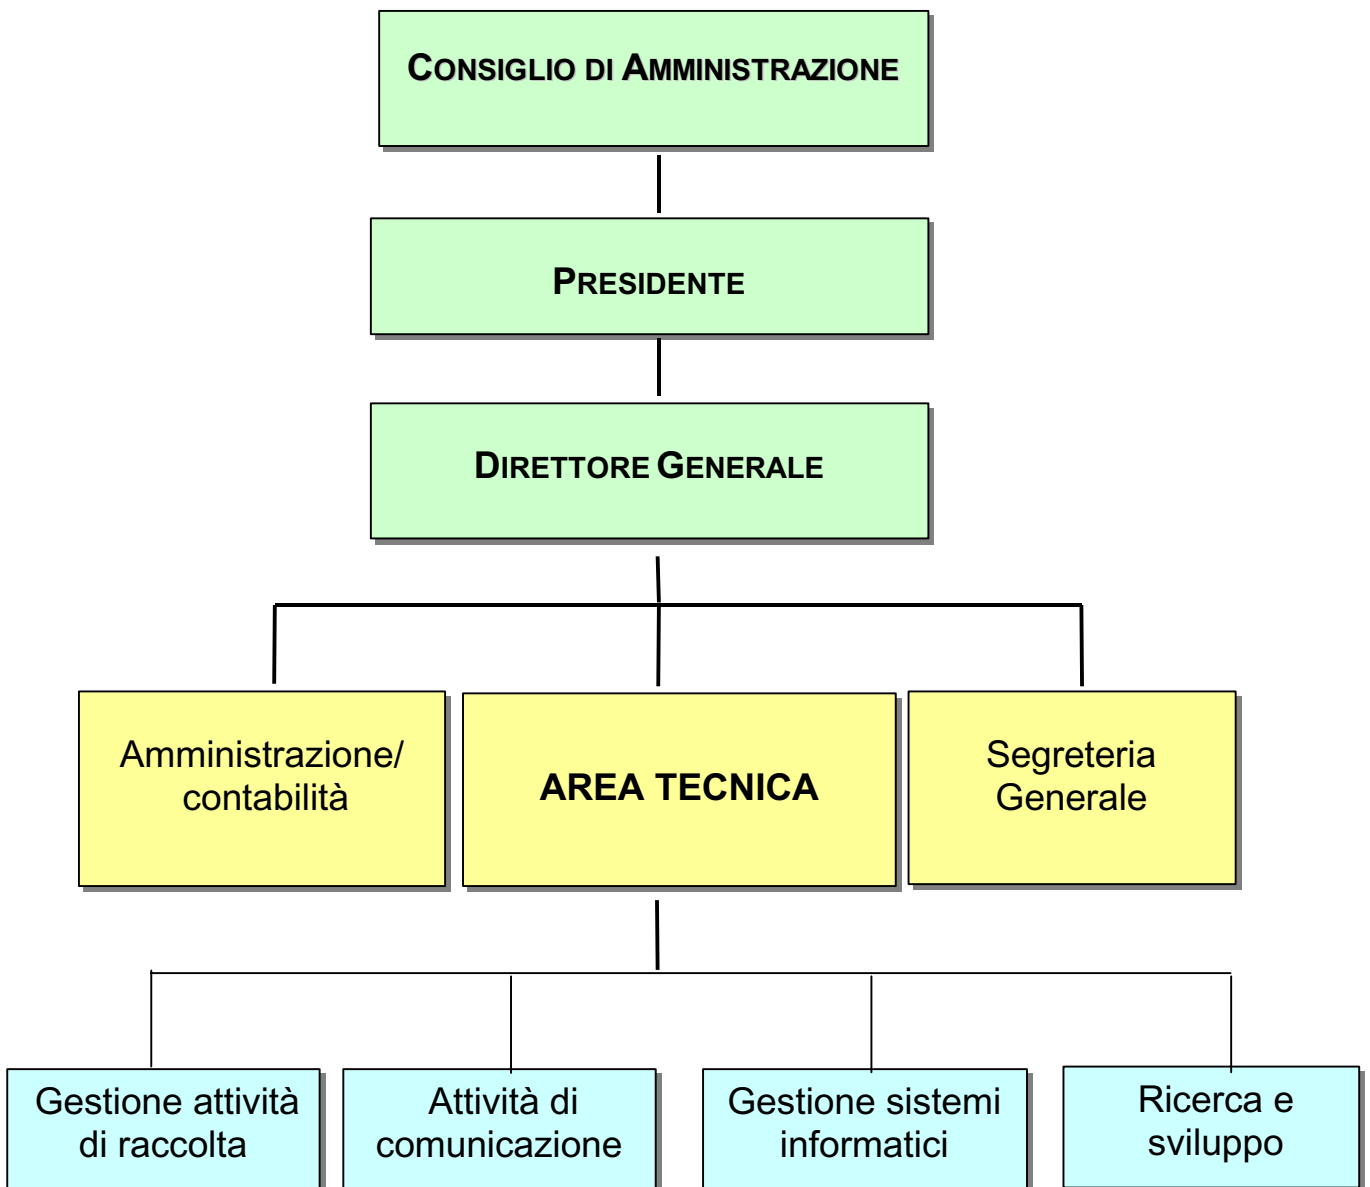 CONSIGLIO DI AMMINISTRAZIONE
PRESIDENTE
DIRETTORE GENERALE
Amministrazione/
contabilità
AREA TECNICA
Segreteria
Generale
Gestione attività
di raccolta
Attività di
comunicazione
Gestione sistemi
informatici
Ricerca e
sviluppo